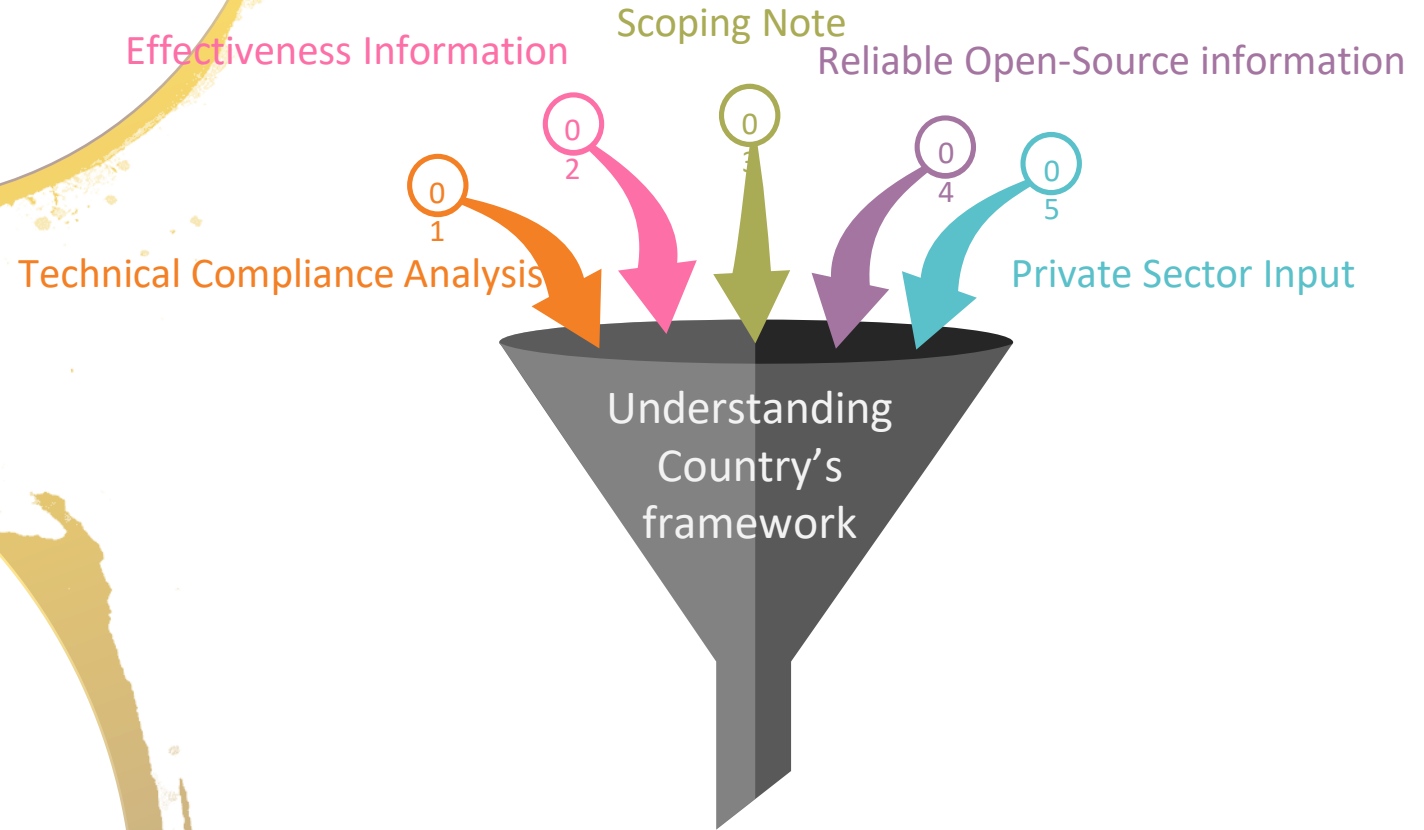 Scoping Note
Effectiveness Information
Reliable Open-Source information
0
1
0
2
0
3
0
4
0
5
Technical Compliance Analysis
Private Sector Input
Understanding
Country’s
framework